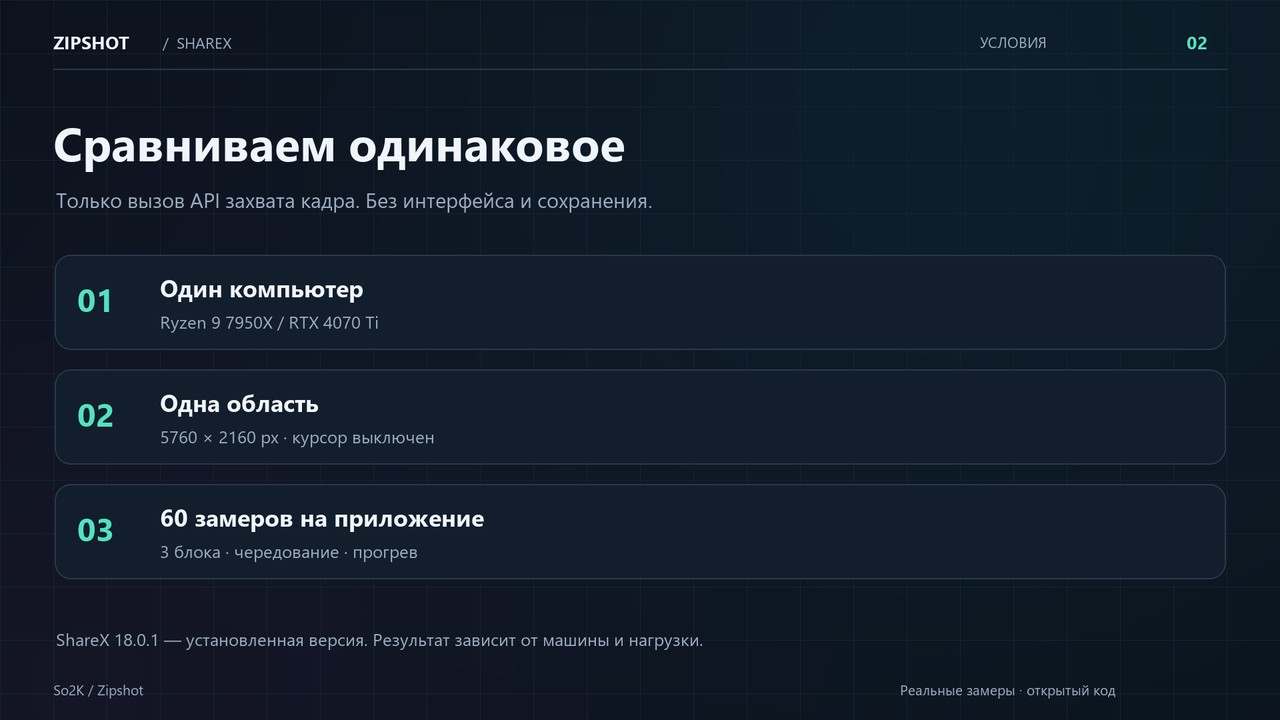 ZIPSHOT / SHAREX УСЛОВИЯ 02
Сравниваем одинаковое
Только вызов API захвата кадра. Без интерфейса и сохранения.
01 Один компьютер
Ryzen 9 7950X / RTX 4070 Ti
02 Одна область
5760 × 2160 px · курсор выключен
03 60 замеров на приложение
3 блока · чередование · прогрев
ShareX 18.0.1 — установленная версия. Результат зависит от машины и нагрузки.
So2K / Zipshot Реальные замеры · открытый код